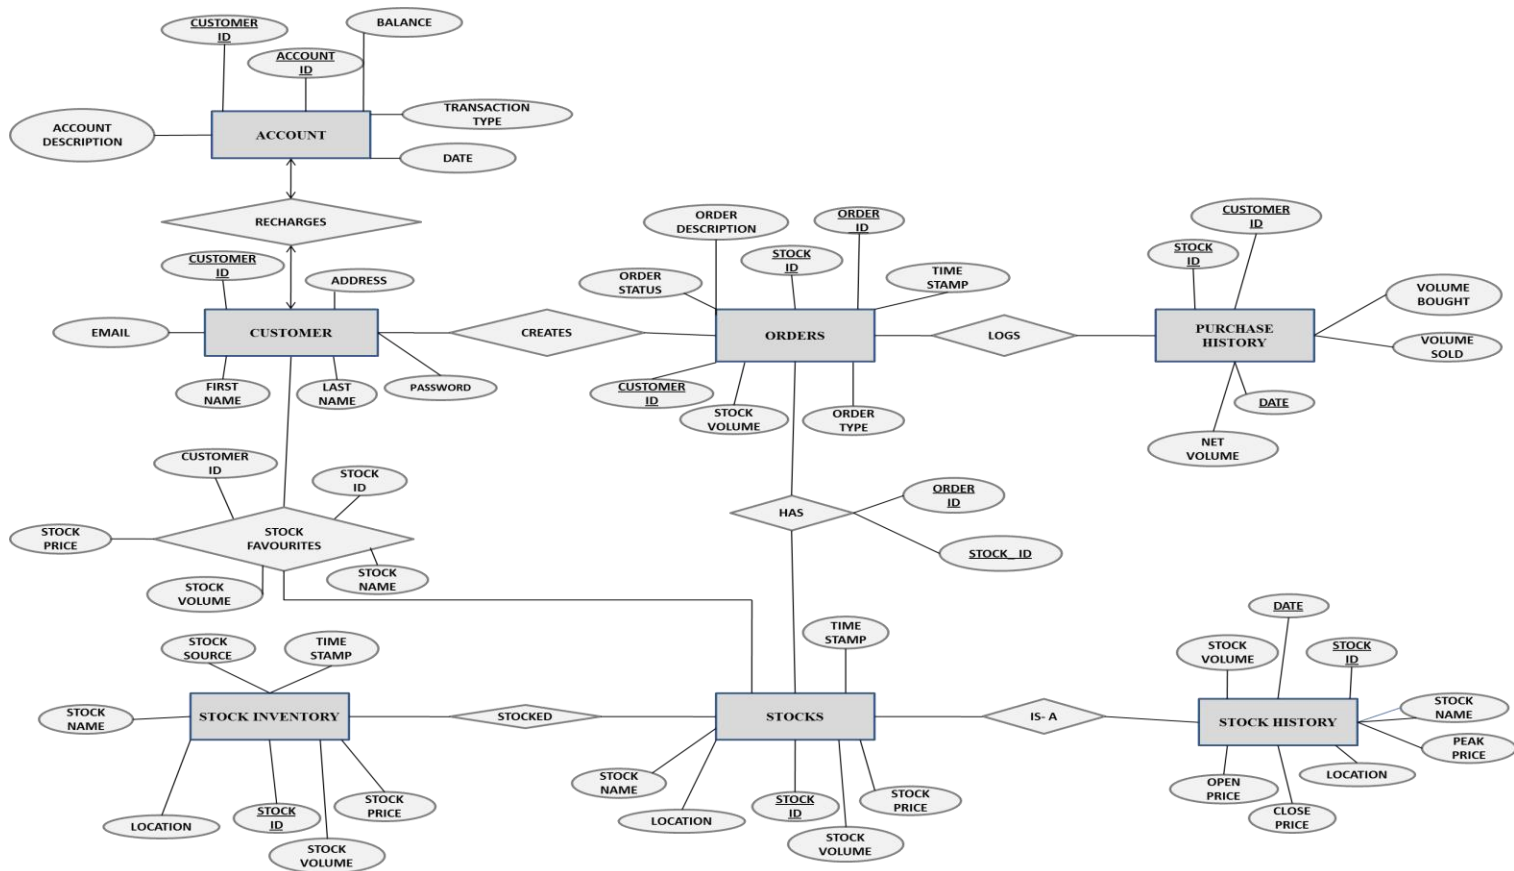 CUSTOMER
ID
BALANCE
ACCOUNT
ID
TRANSACTION
TYPE
ACCOUNT
DESCRIPTION
ACCOUNT
DATE
RECHARGES
CUSTOMER
ID
ADDRESS
EMAIL
CUSTOMER
FIRST
NAME
LAST
NAME
PASSWORD
CREATES
ORDER
DESCRIPTION
ORDER
_ID
STOCK
ID
ORDER
STATUS
TIME
STAMP
ORDERS
CUSTOMER
ID
STOCK
VOLUME
ORDER
TYPE
LOGS
CUSTOMER
ID
STOCK
ID
VOLUME
BOUGHT
PURCHASE
HISTORY
VOLUME
SOLD
DATE
NET
VOLUME
CUSTOMER
ID
STOCK
ID
STOCK
PRICE
STOCK
FAVOURITES
STOCK
NAME
STOCK
VOLUME
HAS
ORDER
ID
STOCK_ ID
STOCK
SOURCE
TIME
STAMP
STOCK
NAME
STOCK INVENTORY
LOCATION
STOCK
ID
STOCK
PRICE
STOCK
VOLUME
STOCKED
TIME
STAMP
STOCKS
STOCK
NAME
LOCATION
STOCK
ID
STOCK
PRICE
STOCK
VOLUME
IS- A
DATE
STOCK
VOLUME
STOCK
ID
STOCK
NAME
STOCK HISTORY
PEAK
PRICE
LOCATION
OPEN
PRICE
CLOSE
PRICE